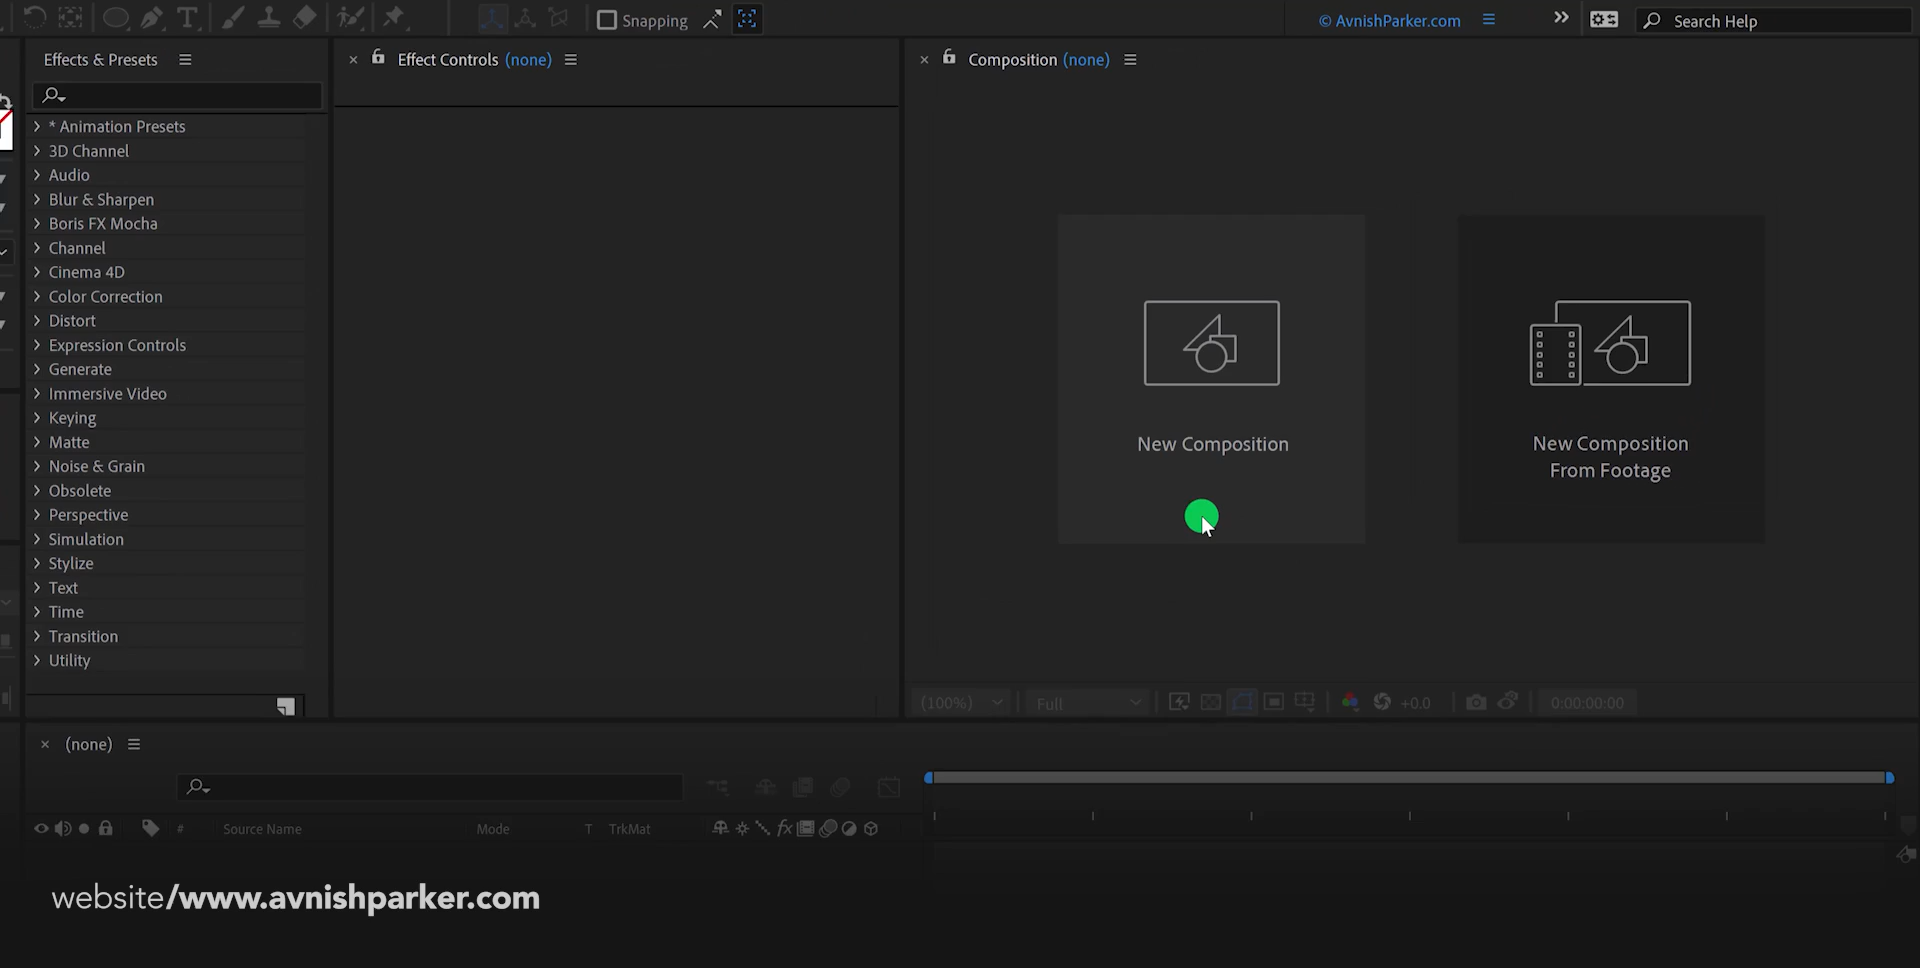 Snapping
© AvnishParker.com
Search Help
Effects & Presets
Effect Controls (none)
Composition (none)
* Animation Presets
3D Channel
Audio
Blur & Sharpen
Boris FX Mocha
Channel
Cinema 4D
Color Correction
Distort
Expression Controls
Generate
Immersive Video
Keying
Matte
Noise & Grain
Obsolete
Perspective
Simulation
Stylize
Text
Time
Transition
Utility
New Composition
New Composition
From Footage
(100%)
Full
+0.0
0:00:00:00
(none)
# Source Name Mode T TrkMat
website/www.avnishparker.com